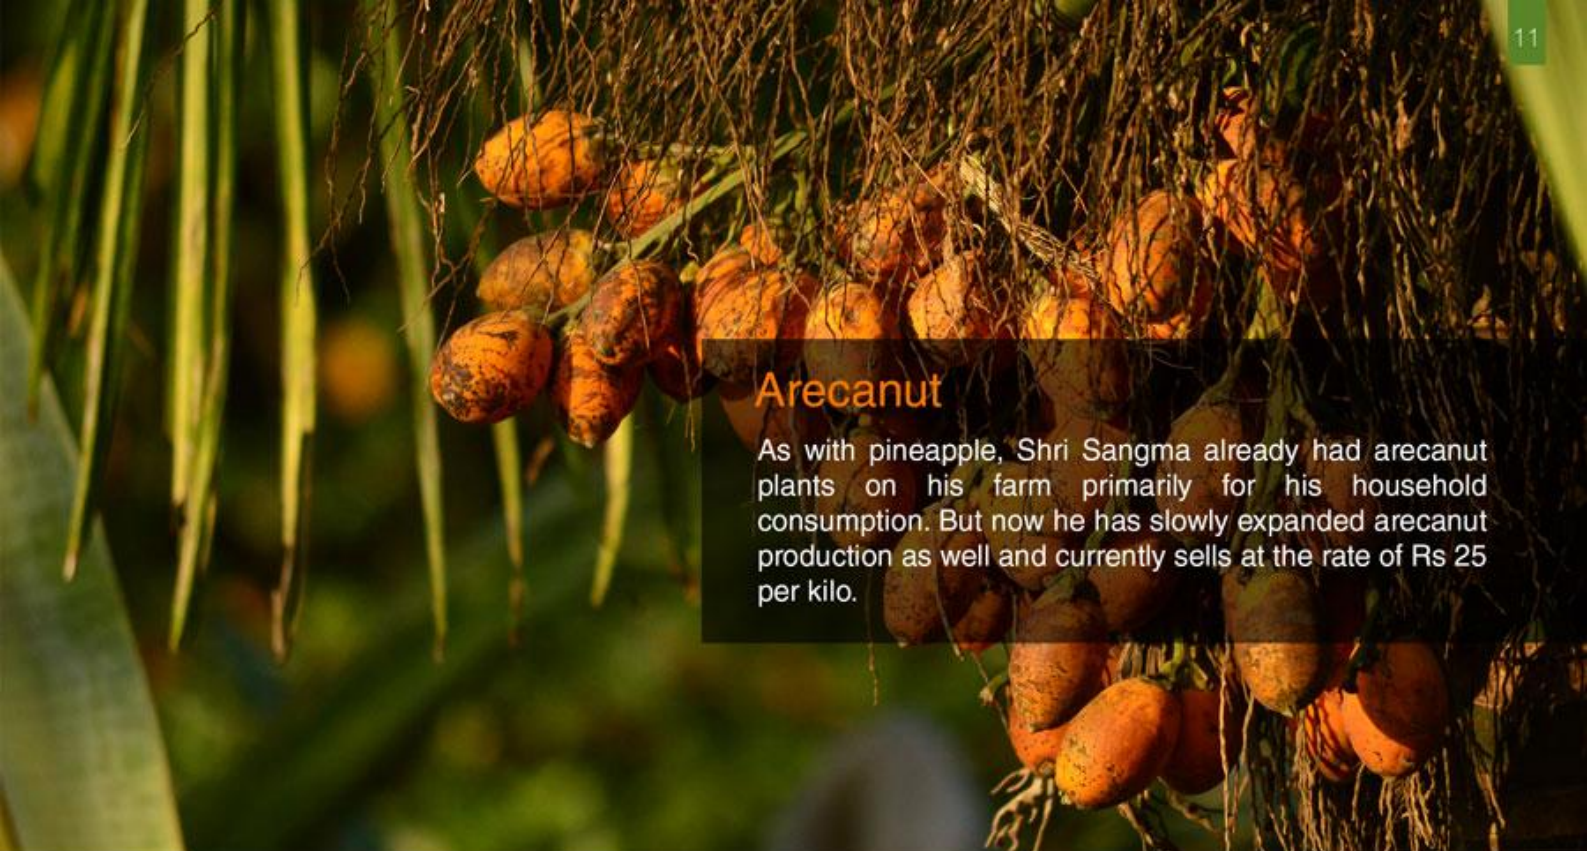 11
Arecanut
As with pineapple, Shri Sangma already had arecanut
plants on his farm primarily for his household
consumption. But now he has slowly expanded arecanut
production as well and currently sells at the rate of Rs 25
per kilo.